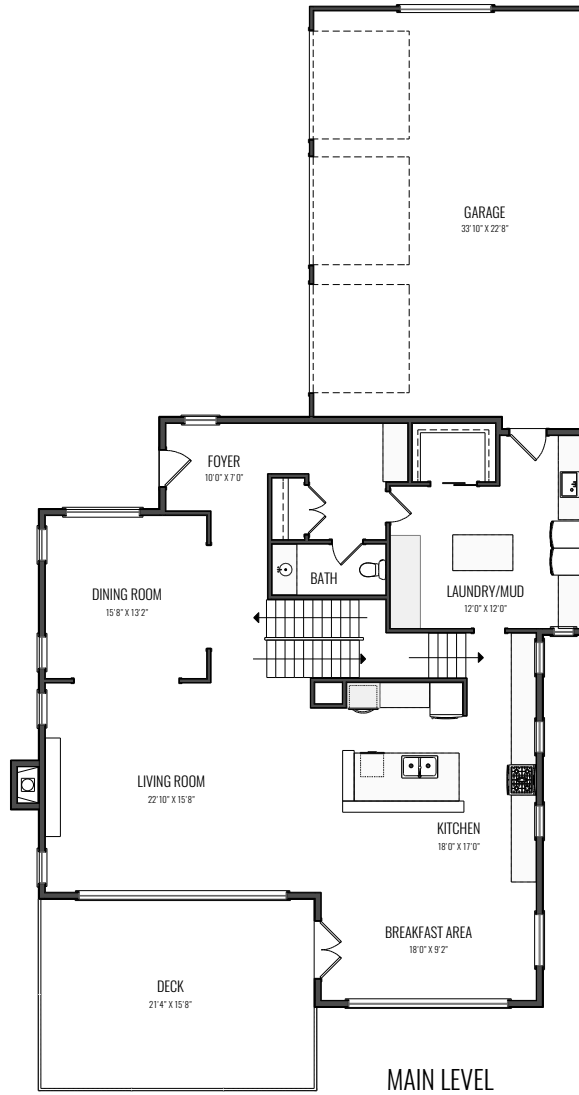 GARAGE
33'10" X 22'8"
FOYER
10'0" X 7'0"
BATH
LAUNDRY/MUD
12'0" X 12'0"
DINING ROOM
15'8" X 13'2"
LIVING ROOM
22'10" X 15'8"
KITCHEN
18'0" X 17'0"
BREAKFAST AREA
18'0" X 9'2"
DECK
21'4" X 15'8"
MAIN LEVEL